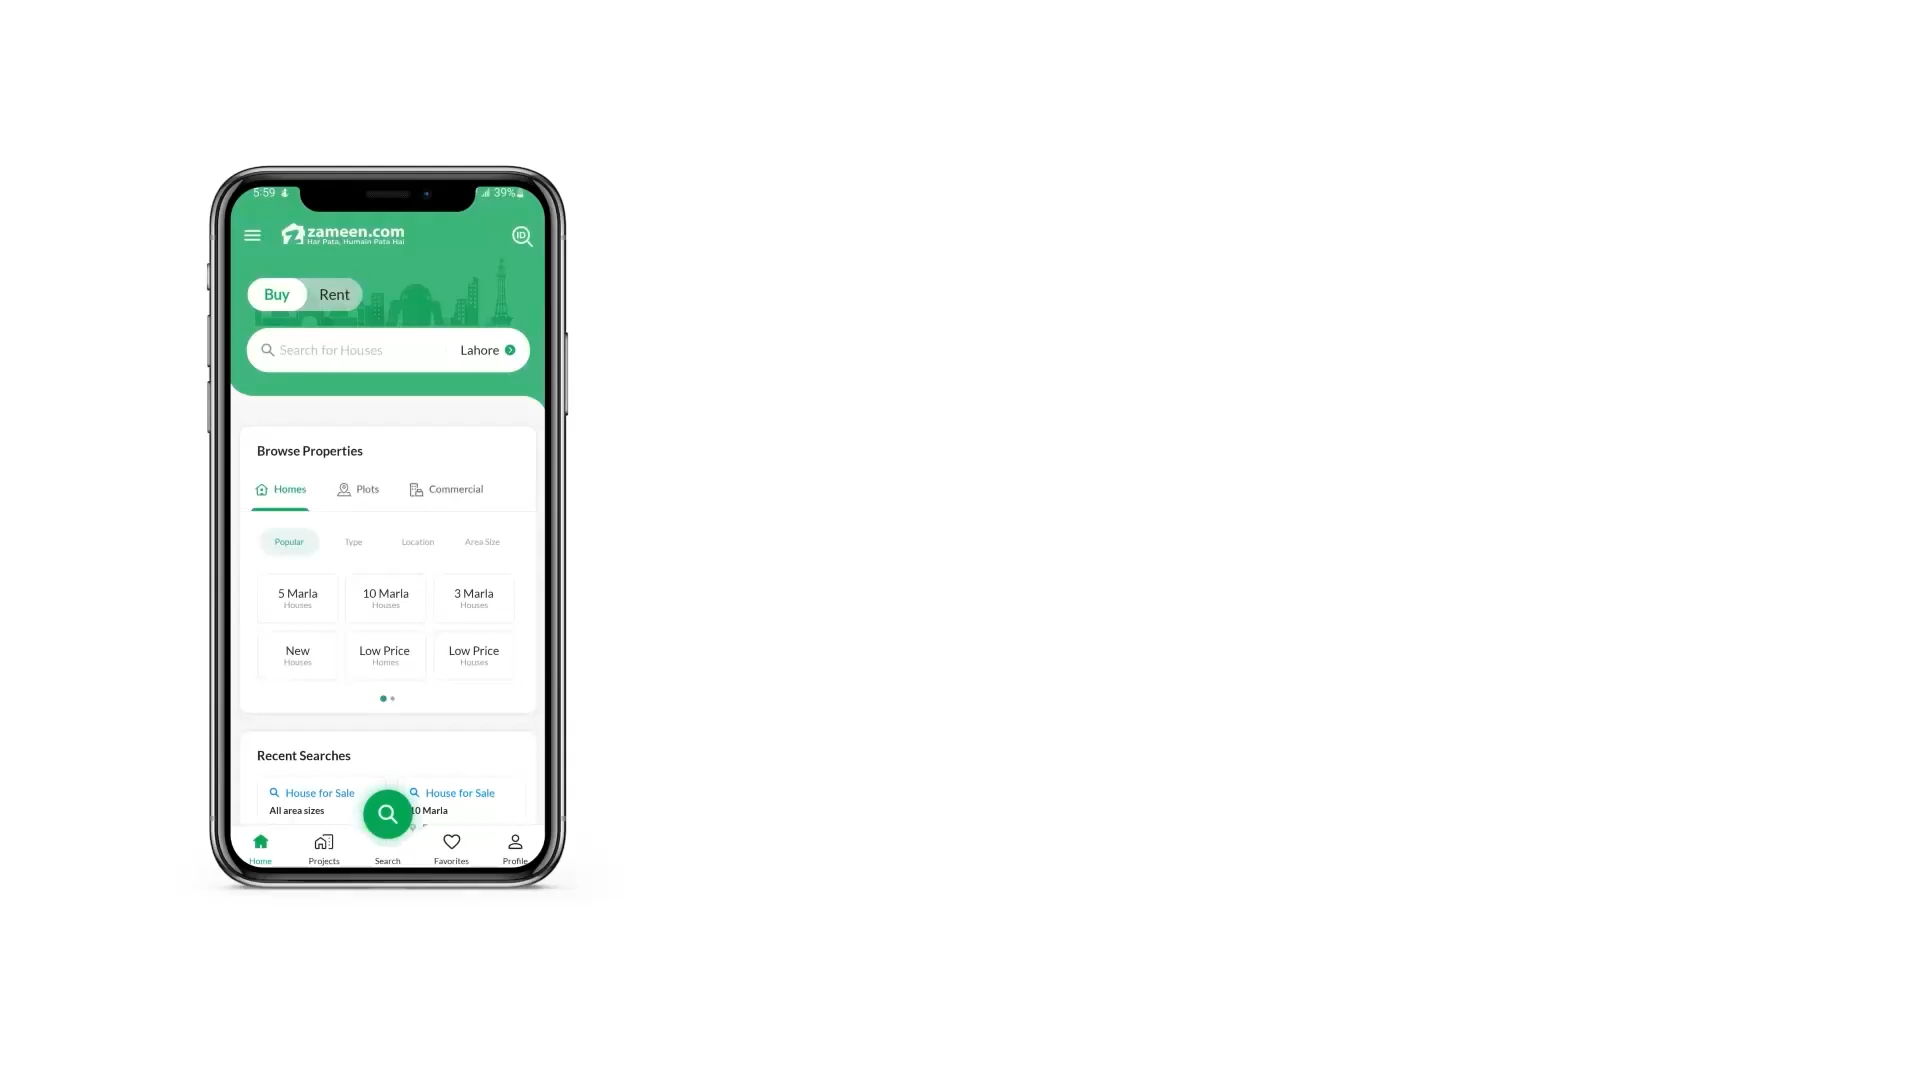 5:59
39%
zameen.com
Har Pata, Humain Pata Hai
ID
Buy Rent
Search for Houses Lahore
Browse Properties
Homes Plots Commercial
Popular Type Location Area Size
5 Marla 10 Marla 3 Marla
Houses Houses Houses
New Low Price Low Price
Houses Homes Houses
Recent Searches
House for Sale House for Sale
All area sizes 10 Marla
Home Projects Search Favorites Profile